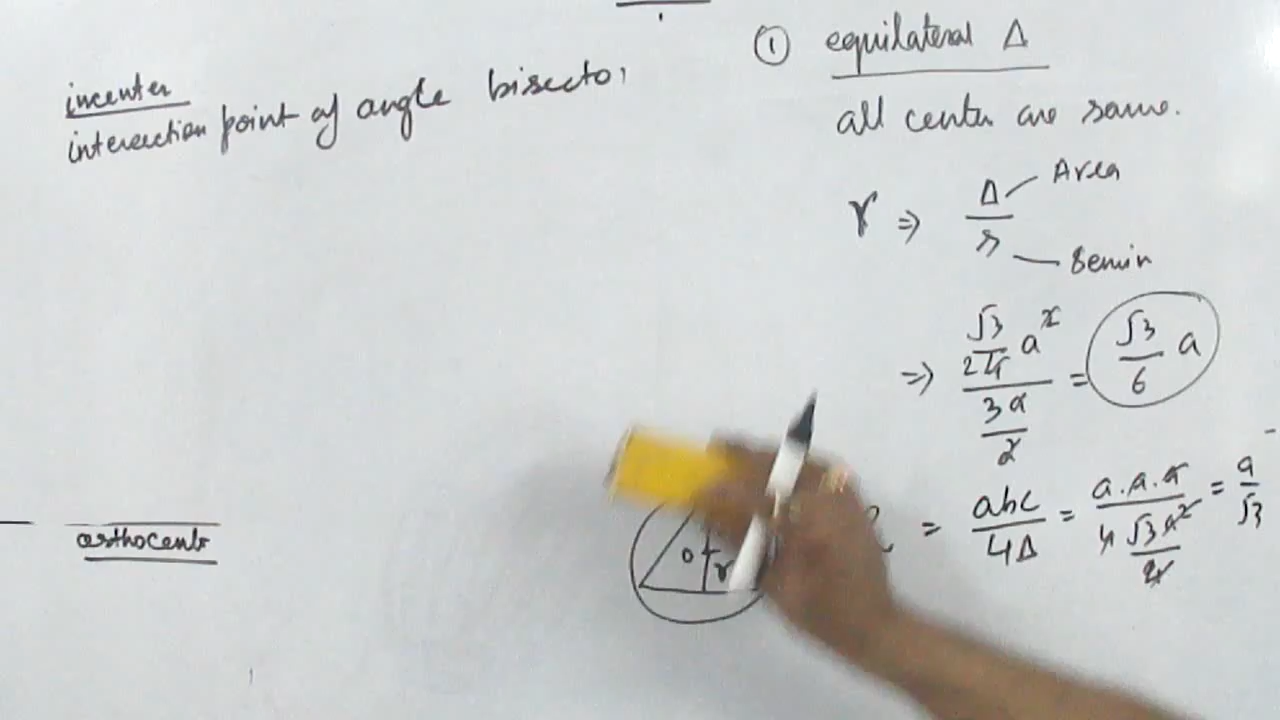 incenter
intersection point of angle bisecto
orthocentr
① equilateral Δ
all center are same.
r ⇒ Δ/s
Area
Semi
⇒ (√3/4 a²)/(3a/2) = √3/6 a
= abc/4Δ = a.a.a/(4 √3a²/4) = a/√3
O
r